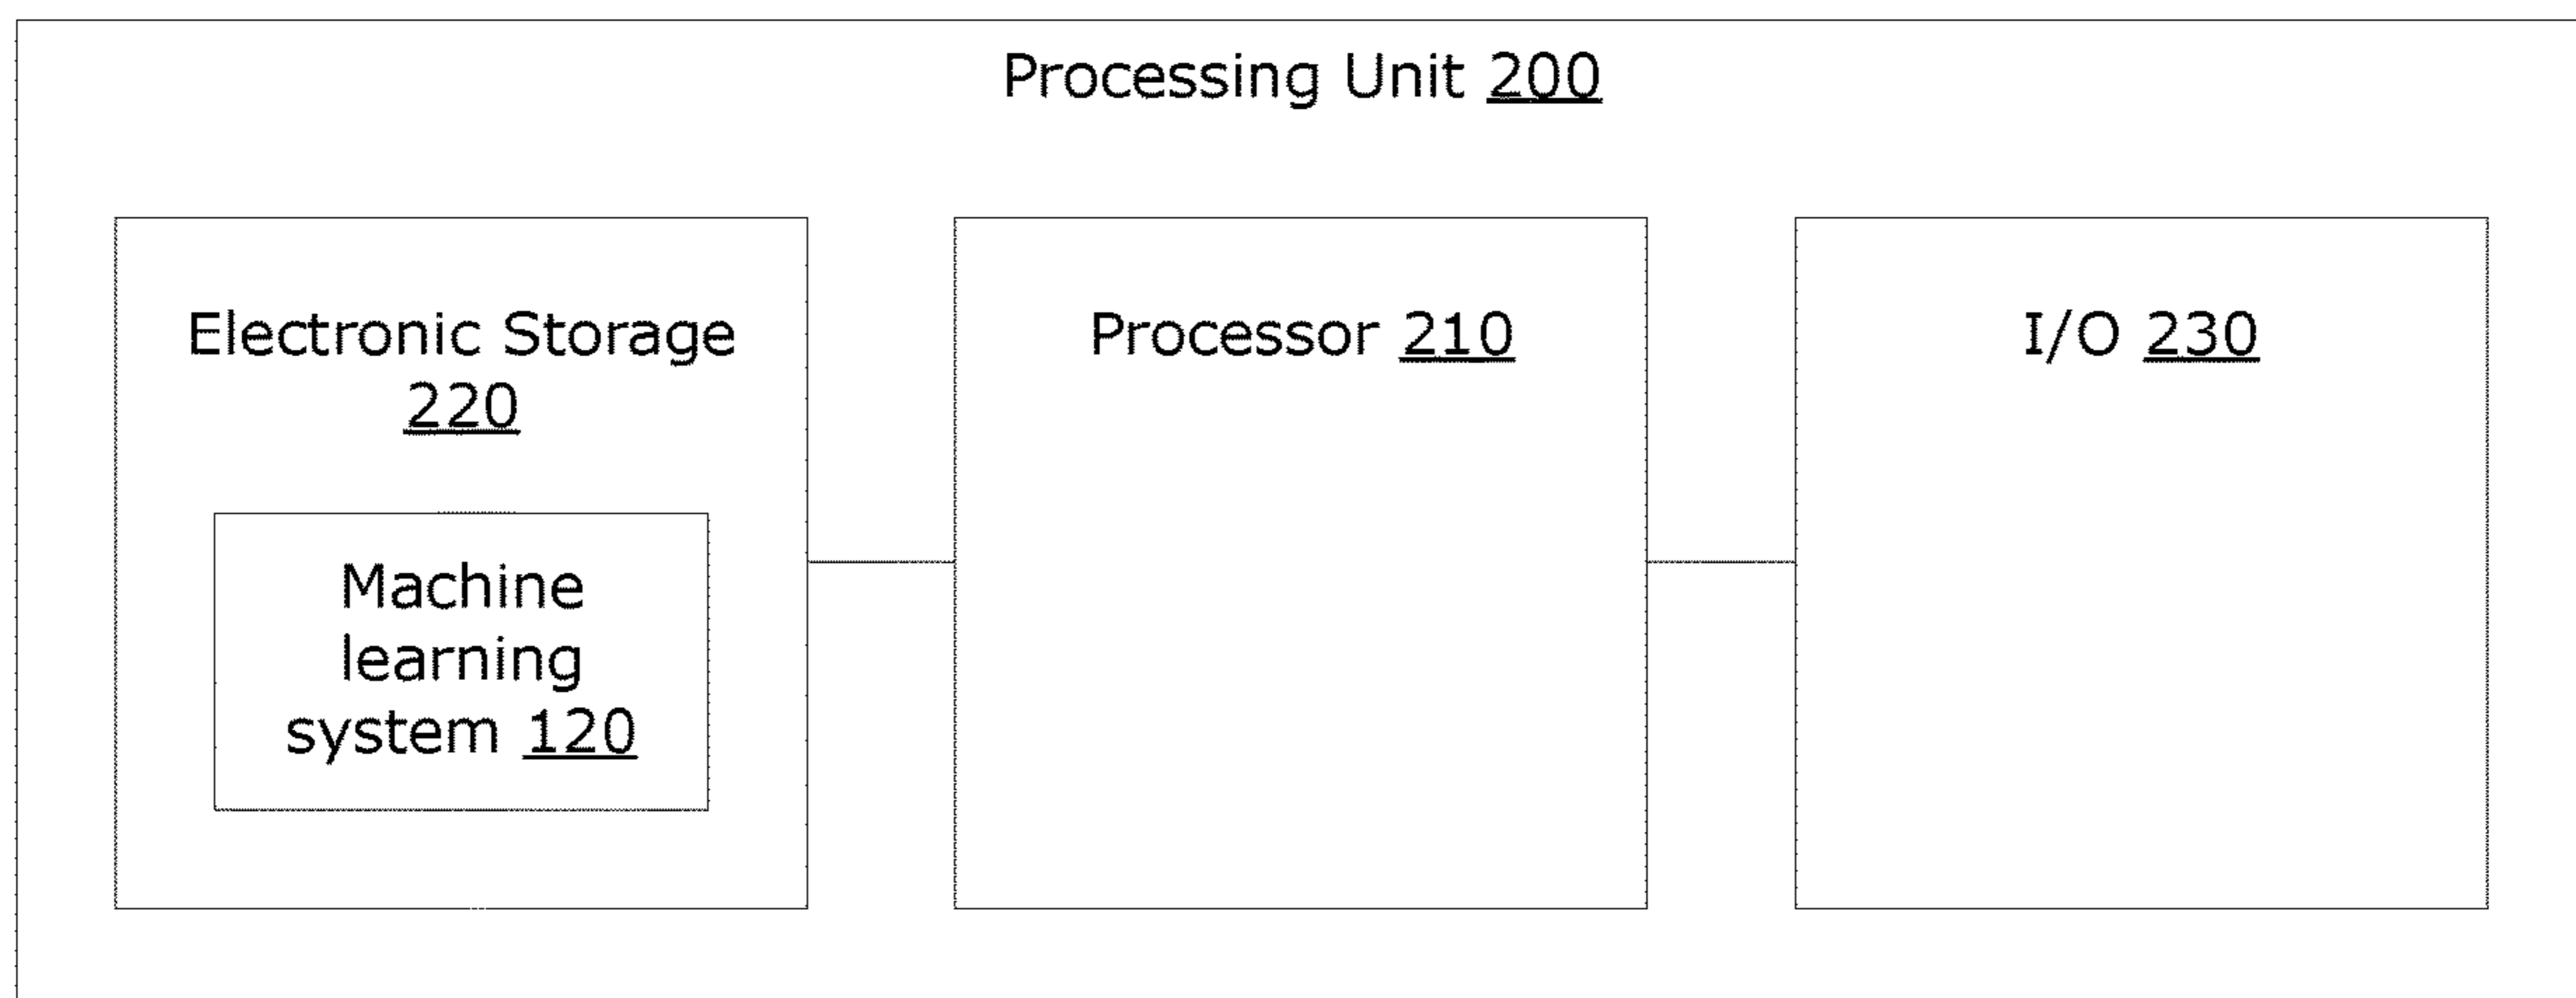 Processing Unit 200
Electronic Storage
220
Machine
learning
system 120
Processor 210
I/O 230